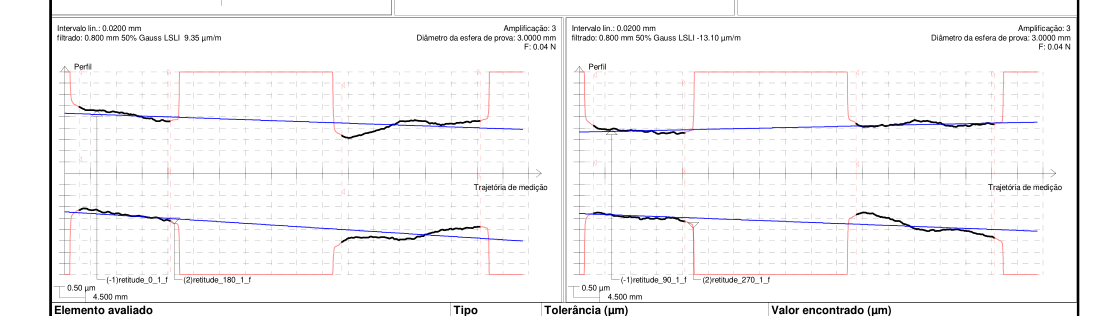 Intervalo lin.: 0.0200 mm
Amplificação: 3
filtrado: 0.800 mm 50% Gauss LSLI 9.35 µm/m
Diâmetro da esfera de prova: 3.0000 mm
F: 0.04 N
Perfil
Trajetória de medição
(-1)retitude_0_1_f
(2)retitude_180_1_f
0.50 µm
4.500 mm
Intervalo lin.: 0.0200 mm
Amplificação: 3
filtrado: 0.800 mm 50% Gauss LSLI -13.10 µm/m
Diâmetro da esfera de prova: 3.0000 mm
F: 0.04 N
Perfil
Trajetória de medição
(-1)retitude_90_1_f
(2)retitude_270_1_f
0.50 µm
4.500 mm
Elemento avaliado Tipo Tolerância (µm) Valor encontrado (µm)